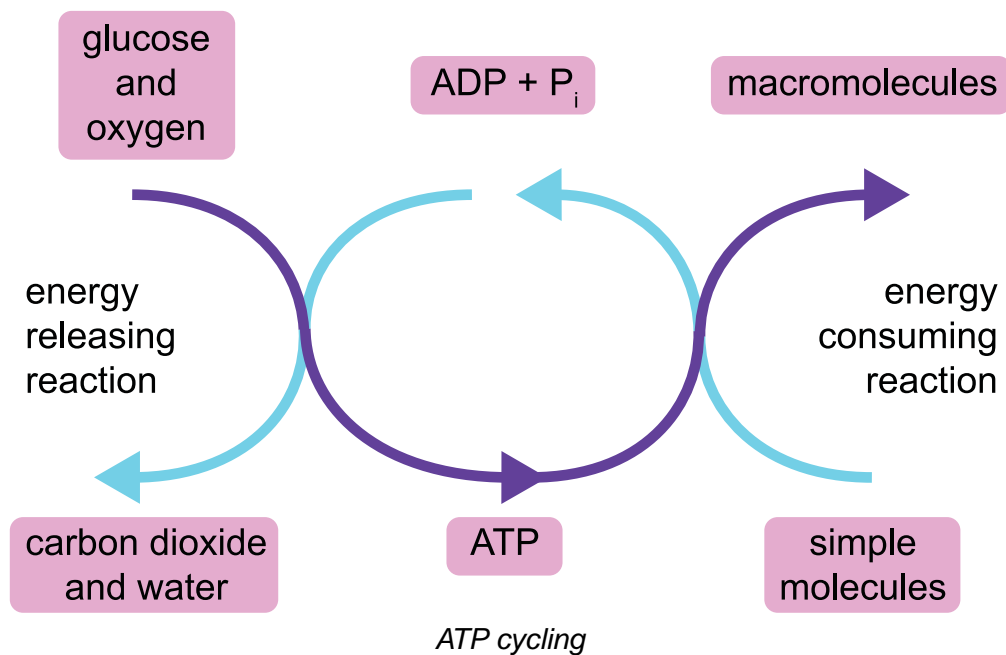 glucose
and
oxygen
ADP + Pi
macromolecules
energy
releasing
reaction
energy
consuming
reaction
carbon dioxide
and water
ATP
simple
molecules
ATP cycling